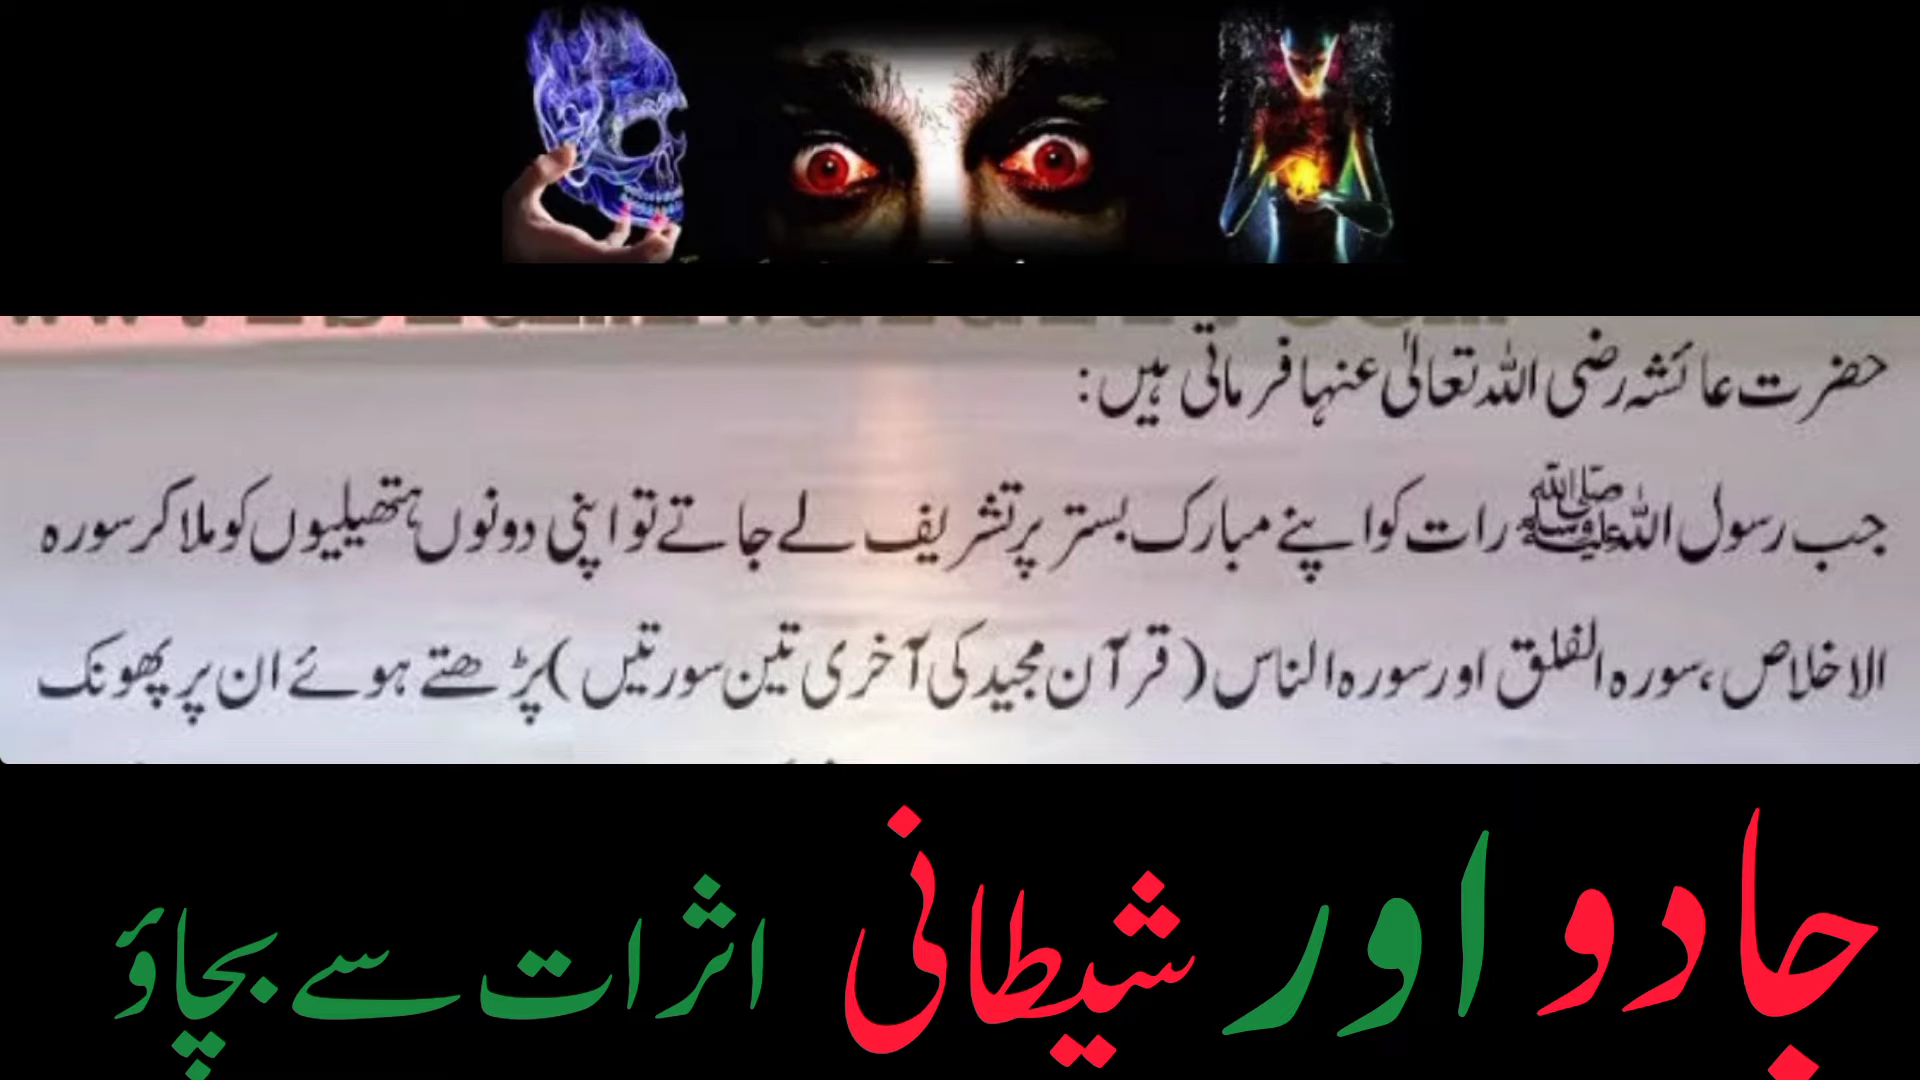 حضرت عائشہ رضی اللہ تعالیٰ عنہا فرماتی ہیں:
جب رسول اللہ ﷺ رات کو اپنے مبارک بستر پر تشریف لے جاتے تو اپنی دونوں ہتھیلیوں کو ملا کر سورہ
الاخلاص، سورہ الفلق اور سورہ الناس (قرآن مجید کی آخری تین سورتیں) پڑھتے ہوئے ان پر پھونک
جادو اور شیطانی اثرات سے بچاؤ